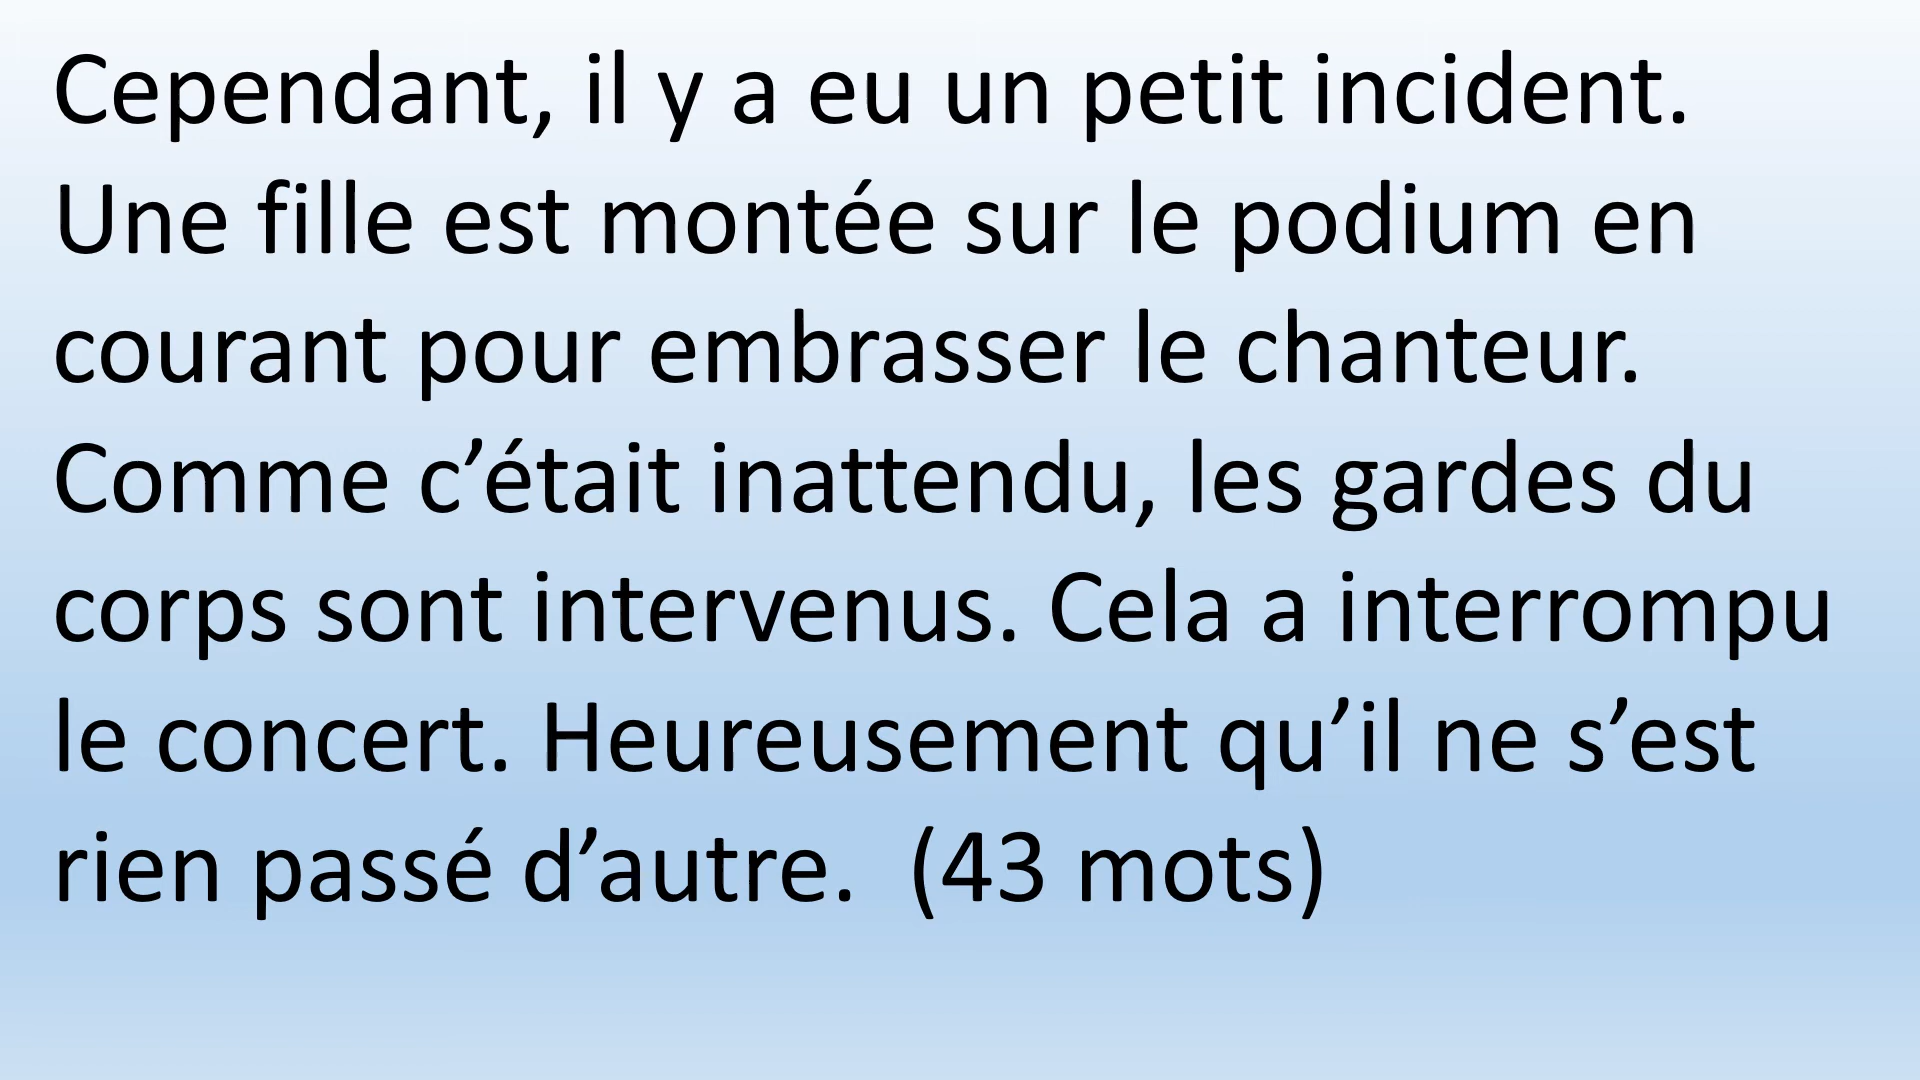 Cependant, il y a eu un petit incident.
Une fille est montée sur le podium en
courant pour embrasser le chanteur.
Comme c’était inattendu, les gardes du
corps sont intervenus. Cela a interrompu
le concert. Heureusement qu’il ne s’est
rien passé d’autre.  (43 mots)